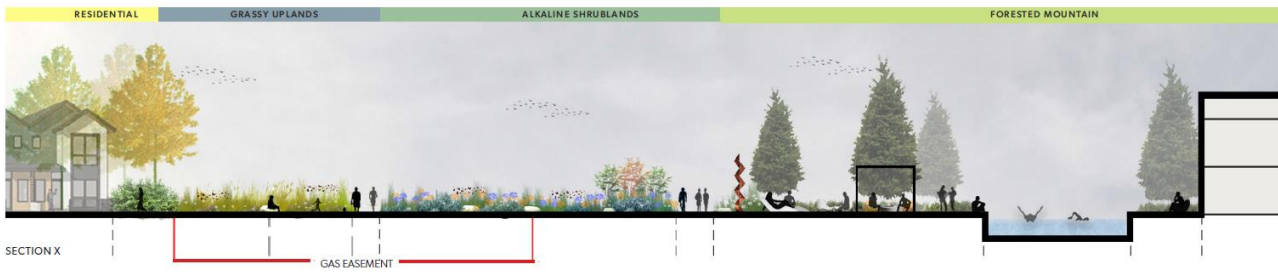 RESIDENTIAL
GRASSY UPLANDS
ALKALINE SHRUBLANDS
FORESTED MOUNTAIN
SECTION X
GAS EASEMENT